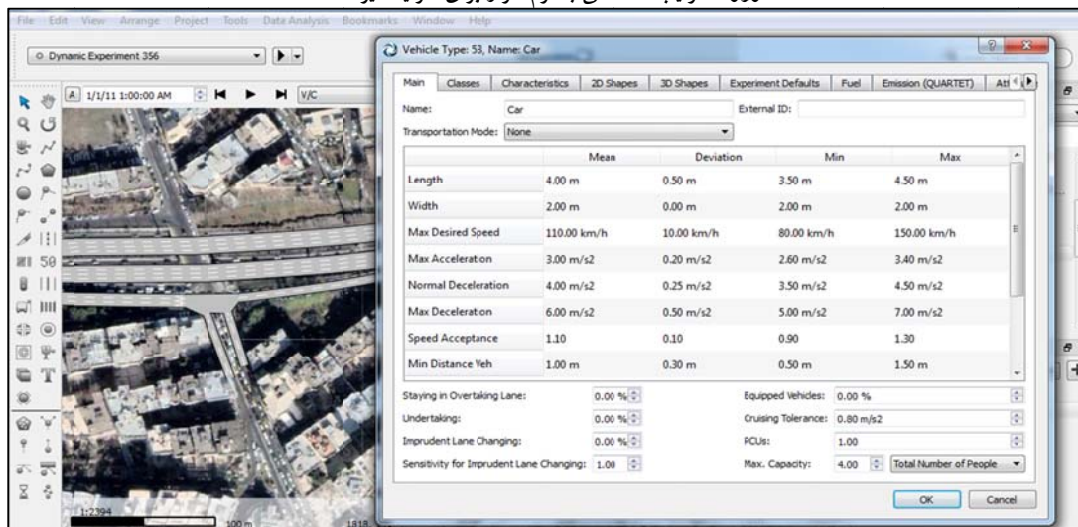 File Edit View Arrange Project Tools Data Analysis Bookmarks Window Help
Dynamic Experiment 356
Vehicle Type: 53, Name: Car
Main Classes Characteristics 2D Shapes 3D Shapes Experiment Defaults Fuel Emission (QUARTET)
A 1/1/11 1:00:00 AM V/C
Name: Car External ID:
Transportation Mode: None
Mean Deviation Min Max
Length 4.00 m 0.50 m 3.50 m 4.50 m
Width 2.00 m 0.00 m 2.00 m 2.00 m
Max Desired Speed 110.00 km/h 10.00 km/h 80.00 km/h 150.00 km/h
Max Acceleraton 3.00 m/s2 0.20 m/s2 2.60 m/s2 3.40 m/s2
Normal Deceleration 4.00 m/s2 0.25 m/s2 3.50 m/s2 4.50 m/s2
Max Deceleraton 6.00 m/s2 0.50 m/s2 5.00 m/s2 7.00 m/s2
Speed Acceptance 1.10 0.10 0.90 1.30
Min Distance Veh 1.00 m 0.30 m 0.50 m 1.50 m
Staying in Overtaking Lane: 0.00 % Equipped Vehicles: 0.00 %
Undertaking: 0.00 % Cruising Tolerance: 0.80 m/s2
Imprudent Lane Changing: 0.00 % PCUs: 1.00
Sensitivity for Imprudent Lane Changing: 1.00 Max. Capacity: 4.00 Total Number of People
OK Cancel
1:2394
100 m
1818